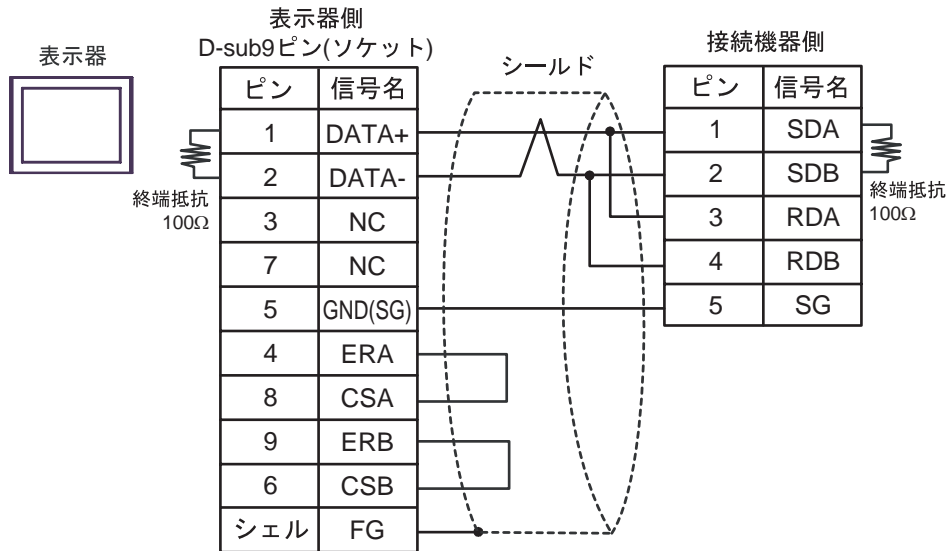 表示器
表示器側
D-sub9ピン(ソケット)
シールド
接続機器側
ピン 信号名
1 DATA+
2 DATA-
3 NC
7 NC
5 GND(SG)
4 ERA
8 CSA
9 ERB
6 CSB
シェル FG
終端抵抗
100Ω
ピン 信号名
1 SDA
2 SDB
3 RDA
4 RDB
5 SG
終端抵抗
100Ω